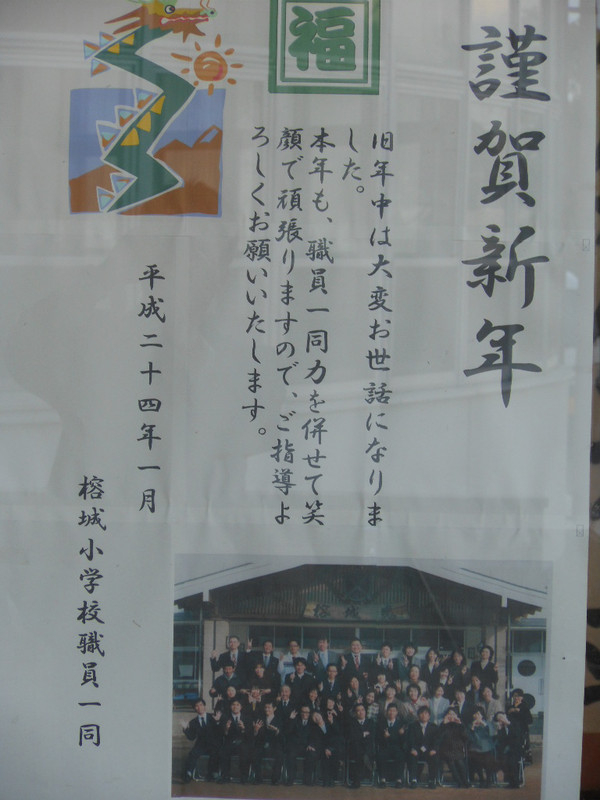 謹賀新年
福
旧年中は大変お世話になりま
した。
本年も、職員一同力を併せて笑
顔で頑張りますので、ご指導よ
ろしくお願いいたします。
平成二十四年一月
榕城小学校職員一同